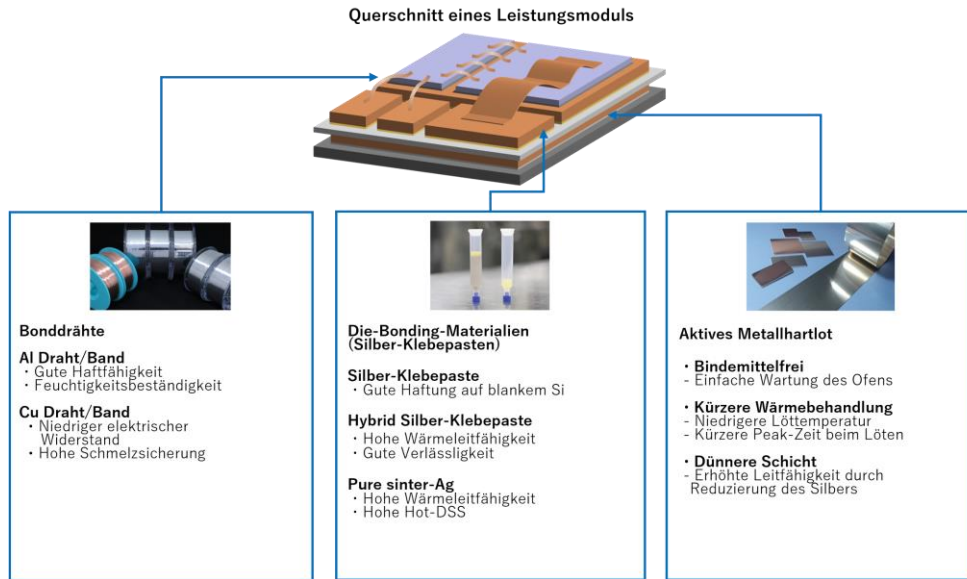 Querschnitt eines Leistungsmoduls
Bonddrähte
Al Draht/Band
・Gute Haftfähigkeit
・Feuchtigkeitsbeständigkeit
Cu Draht/Band
・Niedriger elektrischer
Widerstand
・Hohe Schmelzsicherung
Die-Bonding-Materialien
(Silber-Klebepasten)
Silber-Klebepaste
・Gute Haftung auf blankem Si
Hybrid Silber-Klebepaste
・Hohe Wärmeleitfähigkeit
・Gute Verlässligkeit
Pure sinter-Ag
・Hohe Wärmeleitfähigkeit
・Hohe Hot-DSS
Aktives Metallhartlot
・Bindemittelfrei
- Einfache Wartung des Ofens
・Kürzere Wärmebehandlung
- Niedrigere Löttemperatur
- Kürzere Peak-Zeit beim Löten
・Dünnere Schicht
- Erhöhte Leitfähigkeit durch
Reduzierung des Silbers